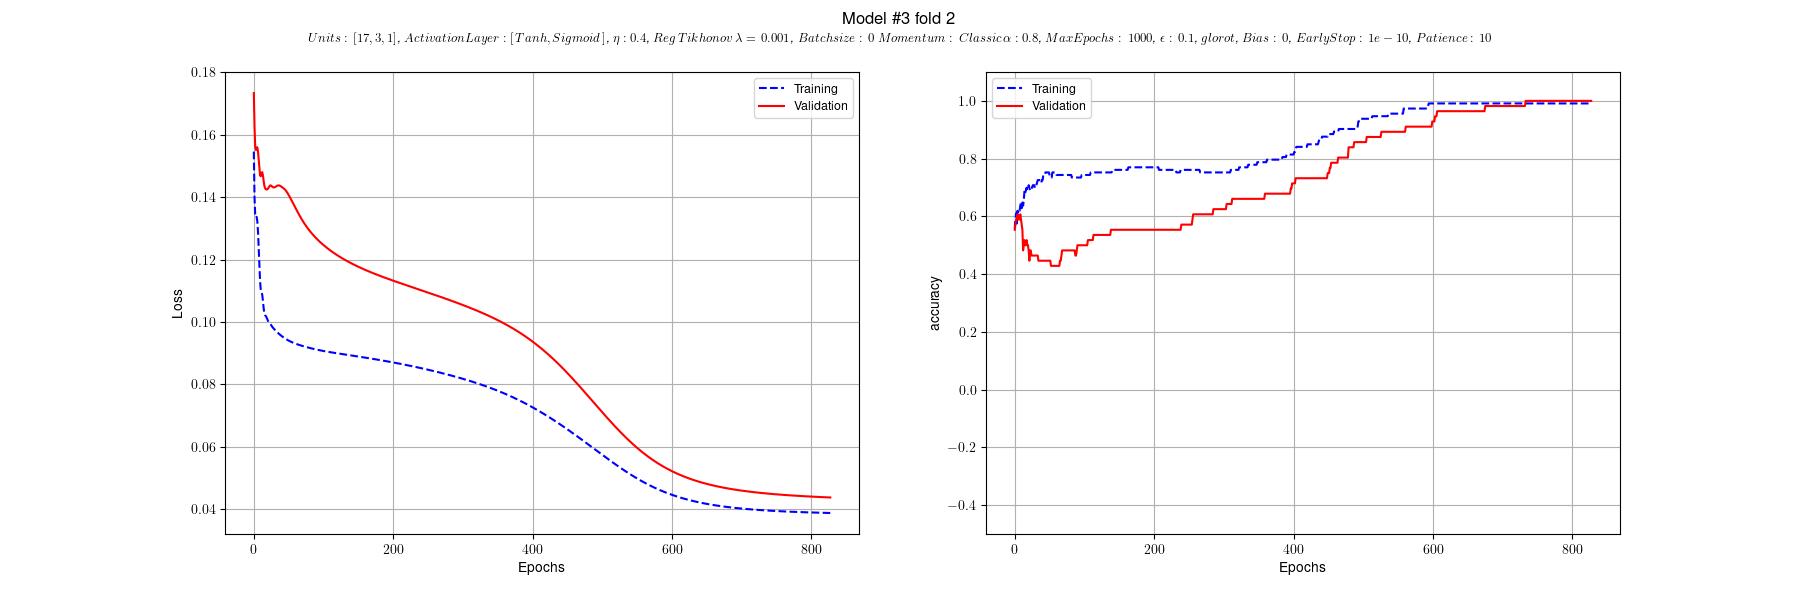 Model #3 fold 2
Units : [17, 3, 1], ActivationLayer : [Tanh, Sigmoid], η : 0.4, Reg Tikhonov λ = 0.001, Batchsize : 0 Momentum : Classicα : 0.8, MaxEpochs : 1000, ϵ : 0.1, glorot, Bias : 0, EarlyStop : 1e − 10, Patience : 10
Loss
0.18
0.16
0.14
0.12
0.10
0.08
0.06
0.04
Training
Validation
0 200 400 600 800
Epochs
accuracy
1.0
0.8
0.6
0.4
0.2
0.0
−0.2
−0.4
Training
Validation
0 200 400 600 800
Epochs